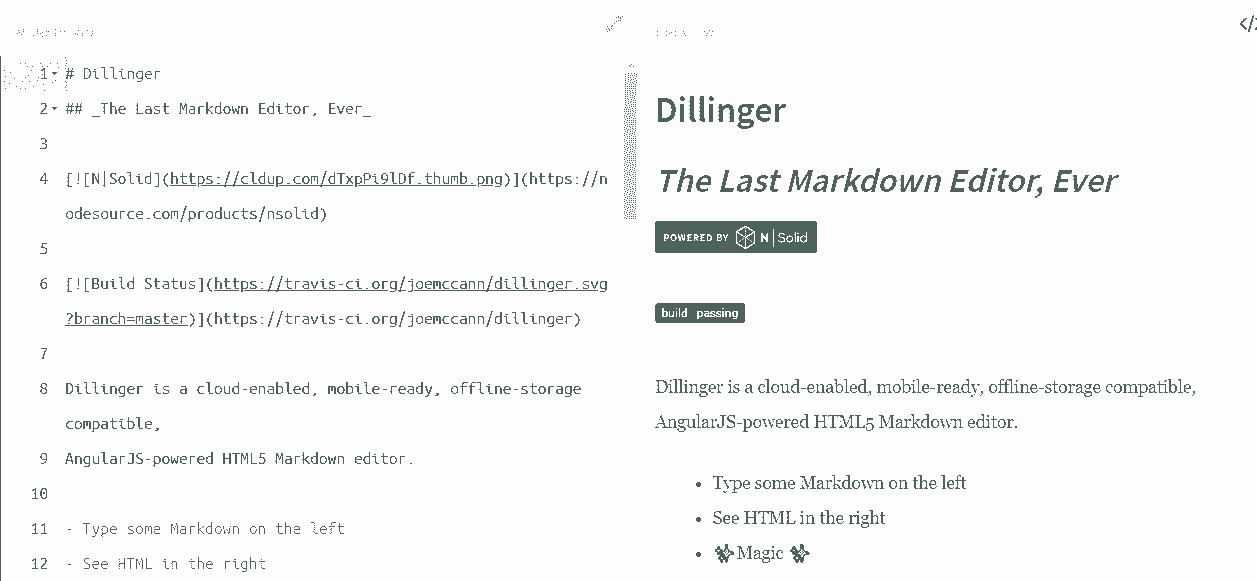 1 # Dillinger
2 ## _The Last Markdown Editor, Ever_
3
4 [![N|Solid](https://cldup.com/dTxpPi9lDf.thumb.png)](https://n
odesource.com/products/nsolid)
5
6 [![Build Status](https://travis-ci.org/joemccann/dillinger.svg
?branch=master)](https://travis-ci.org/joemccann/dillinger)
7
8 Dillinger is a cloud-enabled, mobile-ready, offline-storage
compatible,
9 AngularJS-powered HTML5 Markdown editor.
10
11 - Type some Markdown on the left
12 - See HTML in the right
</>
Dillinger
The Last Markdown Editor, Ever
POWERED BY N|Solid
build passing
Dillinger is a cloud-enabled, mobile-ready, offline-storage compatible,
AngularJS-powered HTML5 Markdown editor.
• Type some Markdown on the left
• See HTML in the right
• ✨Magic ✨